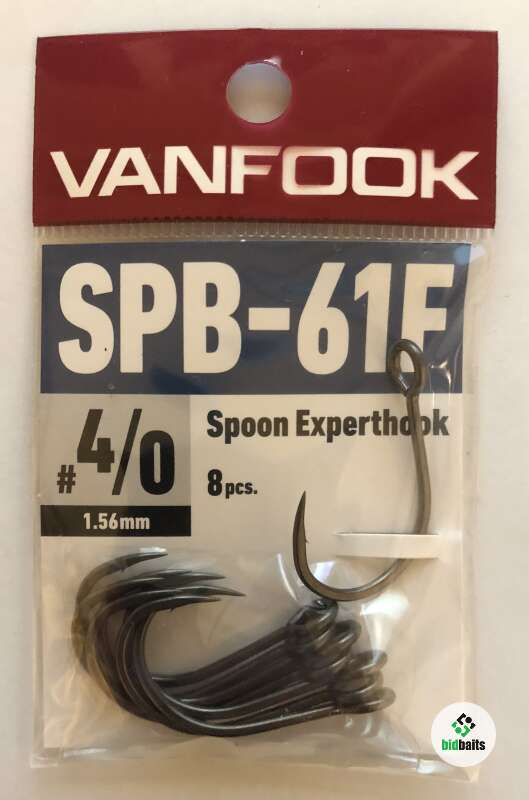 VANFOOK
SPB-61F
#4/0
1.56mm
Spoon Experthook
8pcs.
bidbaits